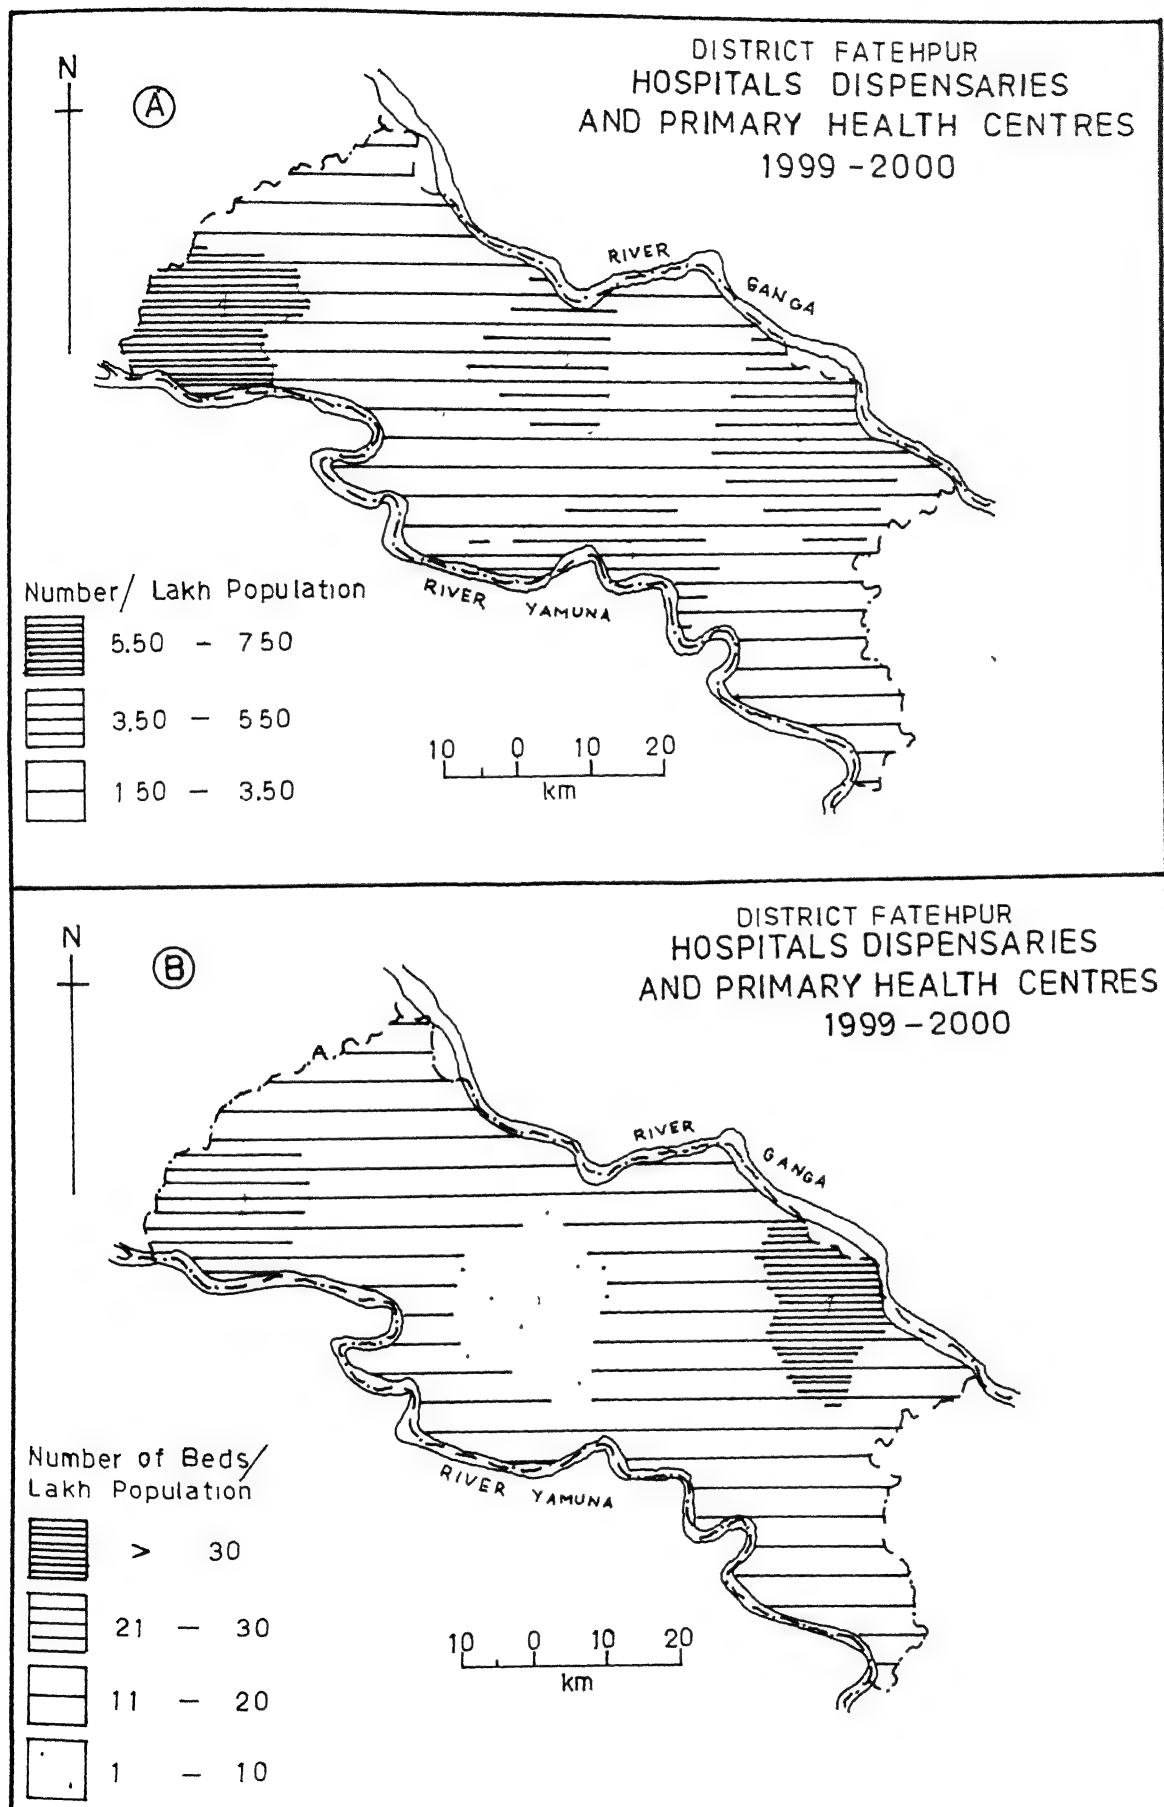 N
Ⓐ
DISTRICT FATEHPUR
HOSPITALS DISPENSARIES
AND PRIMARY HEALTH CENTRES
1999-2000
RIVER GANGA
RIVER YAMUNA
Number/ Lakh Population
5.50 - 7 50
3.50 - 5 50
1 50 - 3.50
10 0 10 20
km
N
Ⓑ
DISTRICT FATEHPUR
HOSPITALS DISPENSARIES
AND PRIMARY HEALTH CENTRES
1999-2000
RIVER GANGA
RIVER YAMUNA
Number of Beds/
Lakh Population
> 30
21 - 30
11 - 20
1 - 10
10 0 10 20
km